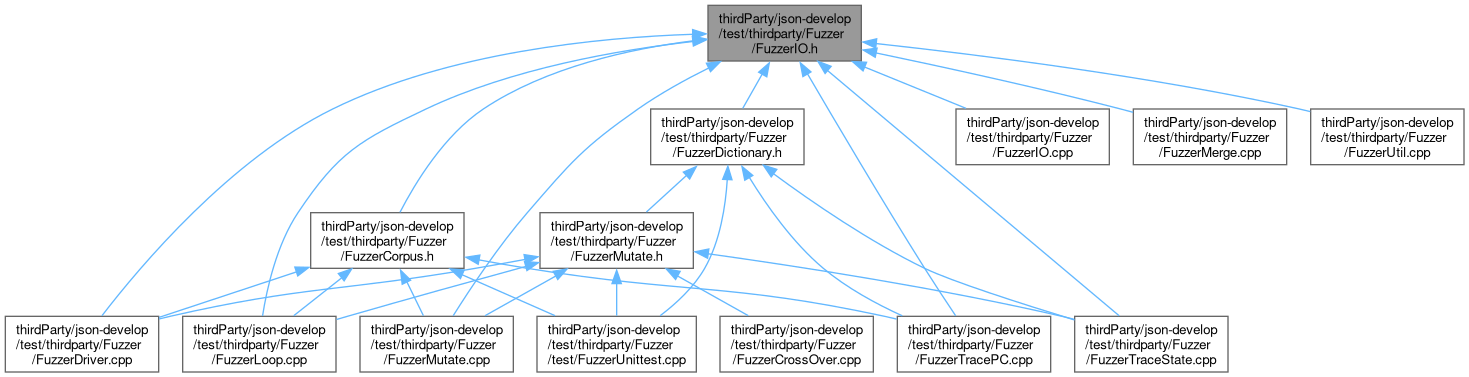 thirdParty/json-develop
/test/thirdparty/Fuzzer
/FuzzerIO.h
thirdParty/json-develop
/test/thirdparty/Fuzzer
/FuzzerDictionary.h
thirdParty/json-develop
/test/thirdparty/Fuzzer
/FuzzerIO.cpp
thirdParty/json-develop
/test/thirdparty/Fuzzer
/FuzzerMerge.cpp
thirdParty/json-develop
/test/thirdparty/Fuzzer
/FuzzerUtil.cpp
thirdParty/json-develop
/test/thirdparty/Fuzzer
/FuzzerCorpus.h
thirdParty/json-develop
/test/thirdparty/Fuzzer
/FuzzerMutate.h
thirdParty/json-develop
/test/thirdparty/Fuzzer
/FuzzerDriver.cpp
thirdParty/json-develop
/test/thirdparty/Fuzzer
/FuzzerLoop.cpp
thirdParty/json-develop
/test/thirdparty/Fuzzer
/FuzzerMutate.cpp
thirdParty/json-develop
/test/thirdparty/Fuzzer
/test/FuzzerUnittest.cpp
thirdParty/json-develop
/test/thirdparty/Fuzzer
/FuzzerCrossOver.cpp
thirdParty/json-develop
/test/thirdparty/Fuzzer
/FuzzerTracePC.cpp
thirdParty/json-develop
/test/thirdparty/Fuzzer
/FuzzerTraceState.cpp